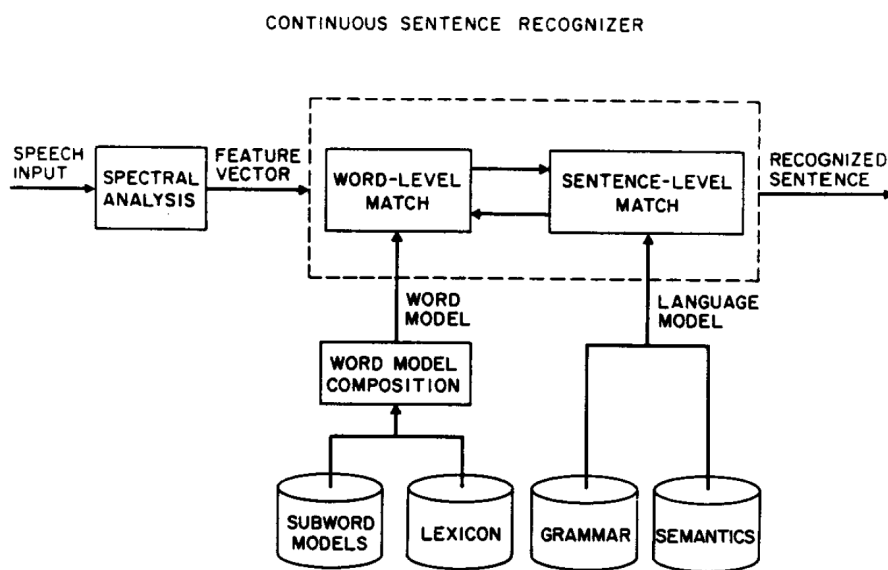 CONTINUOUS SENTENCE RECOGNIZER
SPEECH
INPUT
SPECTRAL
ANALYSIS
FEATURE
VECTOR
WORD-LEVEL
MATCH
SENTENCE-LEVEL
MATCH
RECOGNIZED
SENTENCE
WORD
MODEL
LANGUAGE
MODEL
WORD MODEL
COMPOSITION
SUBWORD
MODELS
LEXICON
GRAMMAR
SEMANTICS